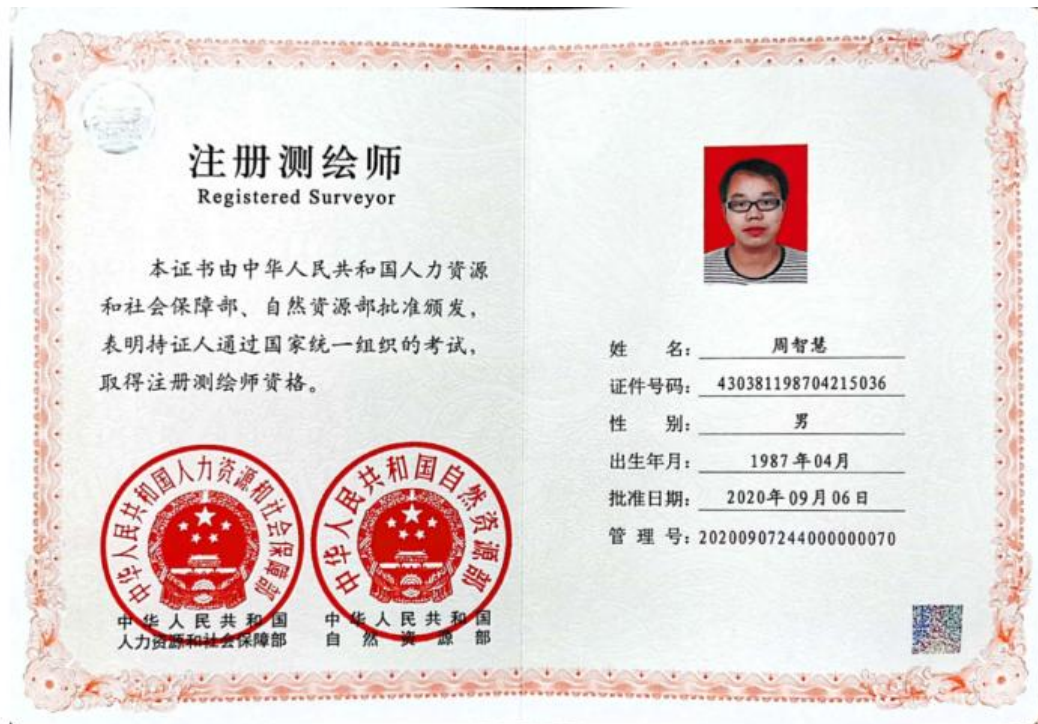 注册测绘师
Registered Surveyor
本证书由中华人民共和国人力资源
和社会保障部、自然资源部批准颁发，
表明持证人通过国家统一组织的考试，
取得注册测绘师资格。
中华人民共和国人力资源和社会保障部
中华人民共和国自然资源部
中华人民共和国
人力资源和社会保障部
中华人民共和国
自然资源部
姓 名： 周智慧
证件号码： 430381198704215036
性 别： 男
出生年月： 1987年04月
批准日期： 2020年09月06日
管 理 号： 20200907244000000070